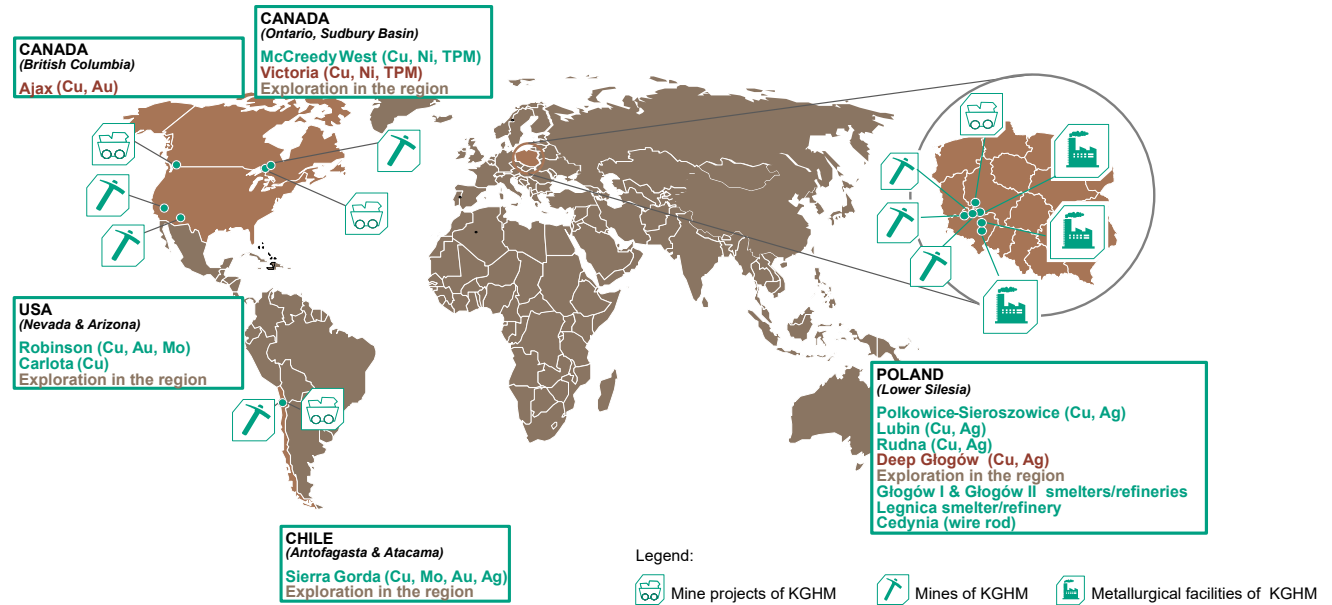 CANADA
(British Columbia)
Ajax (Cu, Au)
CANADA
(Ontario, Sudbury Basin)
McCreedy West (Cu, Ni, TPM)
Victoria (Cu, Ni, TPM)
Exploration in the region
USA
(Nevada & Arizona)
Robinson (Cu, Au, Mo)
Carlota (Cu)
Exploration in the region
CHILE
(Antofagasta & Atacama)
Sierra Gorda (Cu, Mo, Au, Ag)
Exploration in the region
POLAND
(Lower Silesia)
Polkowice-Sieroszowice (Cu, Ag)
Lubin (Cu, Ag)
Rudna (Cu, Ag)
Deep Głogów (Cu, Ag)
Exploration in the region
Głogów I & Głogów II smelters/refineries
Legnica smelter/refinery
Cedynia (wire rod)
Legend:
Mine projects of KGHM
Mines of KGHM
Metallurgical facilities of KGHM